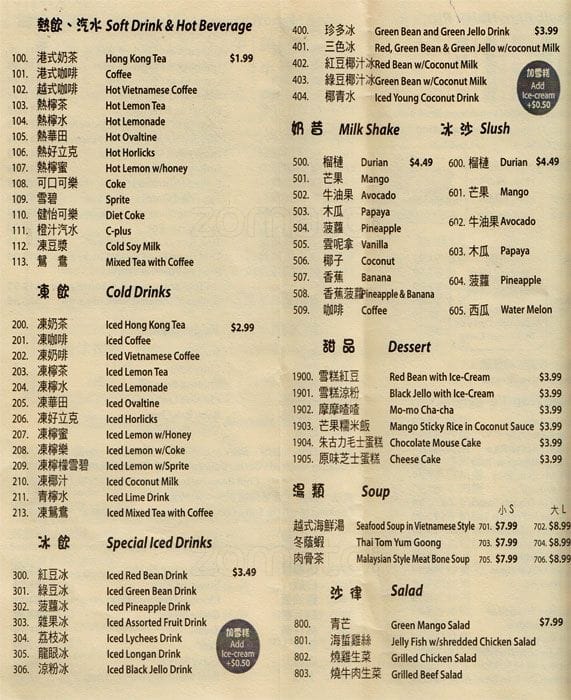 熱飲、汽水 Soft Drink & Hot Beverage
100. 港式奶茶 Hong Kong Tea $1.99
101. 港式咖啡 Coffee
102. 越式咖啡 Hot Vietnamese Coffee
103. 熱檸茶 Hot Lemon Tea
104. 熱檸水 Hot Lemonade
105. 熱華田 Hot Ovaltine
106. 熱好立克 Hot Horlicks
107. 熱檸蜜 Hot Lemon w/honey
108. 可口可樂 Coke
109. 雪碧 Sprite
110. 健怡可樂 Diet Coke
111. 橙汁汽水 C-plus
112. 凍豆漿 Cold Soy Milk
113. 鴛鴦 Mixed Tea with Coffee
凍飲 Cold Drinks
200. 凍奶茶 Iced Hong Kong Tea $2.99
201. 凍咖啡 Iced Coffee
202. 凍奶啡 Iced Vietnamese Coffee
203. 凍檸茶 Iced Lemon Tea
204. 凍檸水 Iced Lemonade
205. 凍華田 Iced Ovaltine
206. 凍好立克 Iced Horlicks
207. 凍檸蜜 Iced Lemon w/Honey
208. 凍檸樂 Iced Lemon w/Coke
209. 凍檸檬雪碧 Iced Lemon w/Sprite
210. 凍椰汁 Iced Coconut Milk
211. 青檸水 Iced Lime Drink
213. 凍鴛鴦 Iced Mixed Tea with Coffee
冰飲 Special Iced Drinks
300. 紅豆冰 Iced Red Bean Drink $3.49
301. 綠豆冰 Iced Green Bean Drink
302. 菠蘿冰 Iced Pineapple Drink
303. 雜果冰 Iced Assorted Fruit Drink
304. 荔枝冰 Iced Lychees Drink
305. 龍眼冰 Iced Longan Drink
306. 涼粉冰 Iced Black Jello Drink
加雪糕
Add
Ice-cream
+$0.50
400. 珍多冰 Green Bean and Green Jello Drink $3.99
401. 三色冰 Red, Green Bean & Green Jello w/coconut Milk
402. 紅豆椰汁冰 Red Bean w/Coconut Milk
403. 綠豆椰汁冰 Green Bean w/Coconut Milk
404. 椰青水 Iced Young Coconut Drink
加雪糕
Add
Ice-cream
+$0.50
奶昔 Milk Shake
500. 榴槤 Durian $4.49
501. 芒果 Mango
502. 牛油果 Avocado
503. 木瓜 Papaya
504. 菠蘿 Pineapple
505. 雲呢拿 Vanilla
506. 椰子 Coconut
507. 香蕉 Banana
508. 香蕉菠蘿 Pineapple & Banana
509. 咖啡 Coffee
冰沙 Slush
600. 榴槤 Durian $4.49
601. 芒果 Mango
602. 牛油果 Avocado
603. 木瓜 Papaya
604. 菠蘿 Pineapple
605. 西瓜 Water Melon
甜品 Dessert
1900. 雪糕紅豆 Red Bean with Ice-Cream $3.99
1901. 雪糕涼粉 Black Jello with Ice-Cream $3.99
1902. 摩摩喳喳 Mo-mo Cha-cha $3.99
1903. 芒果糯米飯 Mango Sticky Rice in Coconut Sauce $3.99
1904. 朱古力毛士蛋糕 Chocolate Mouse Cake $3.99
1905. 原味芝士蛋糕 Cheese Cake $3.99
湯類 Soup
小 S 大 L
越式海鮮湯 Seafood Soup in Vietnamese Style 701. $7.99 702. $8.99
冬蔭蝦 Thai Tom Yum Goong 703. $7.99 704. $8.99
肉骨茶 Malaysian Style Meat Bone Soup 705. $7.99 706. $8.99
沙律 Salad
800. 青芒 Green Mango Salad $7.99
801. 海蜇雞絲 Jelly Fish w/shredded Chicken Salad
802. 燒雞生菜 Grilled Chicken Salad
803. 燒牛肉生菜 Grilled Beef Salad